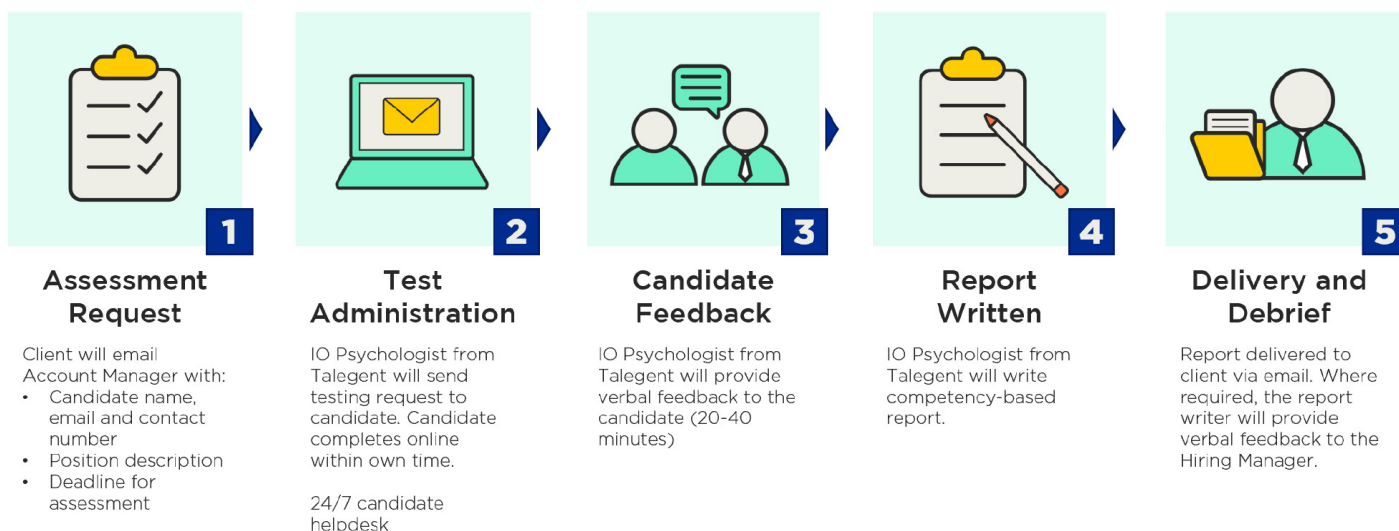 1
Assessment
Request
Client will email
Account Manager with:
• Candidate name,
email and contact
number
• Position description
• Deadline for
assessment
2
Test
Administration
IO Psychologist from
Talegent will send
testing request to
candidate. Candidate
completes online
within own time.
24/7 candidate
helpdesk
3
Candidate
Feedback
IO Psychologist from
Talegent will provide
verbal feedback to the
candidate (20-40
minutes)
4
Report
Written
IO Psychologist from
Talegent will write
competency-based
report.
5
Delivery and
Debrief
Report delivered to
client via email. Where
required, the report
writer will provide
verbal feedback to the
Hiring Manager.